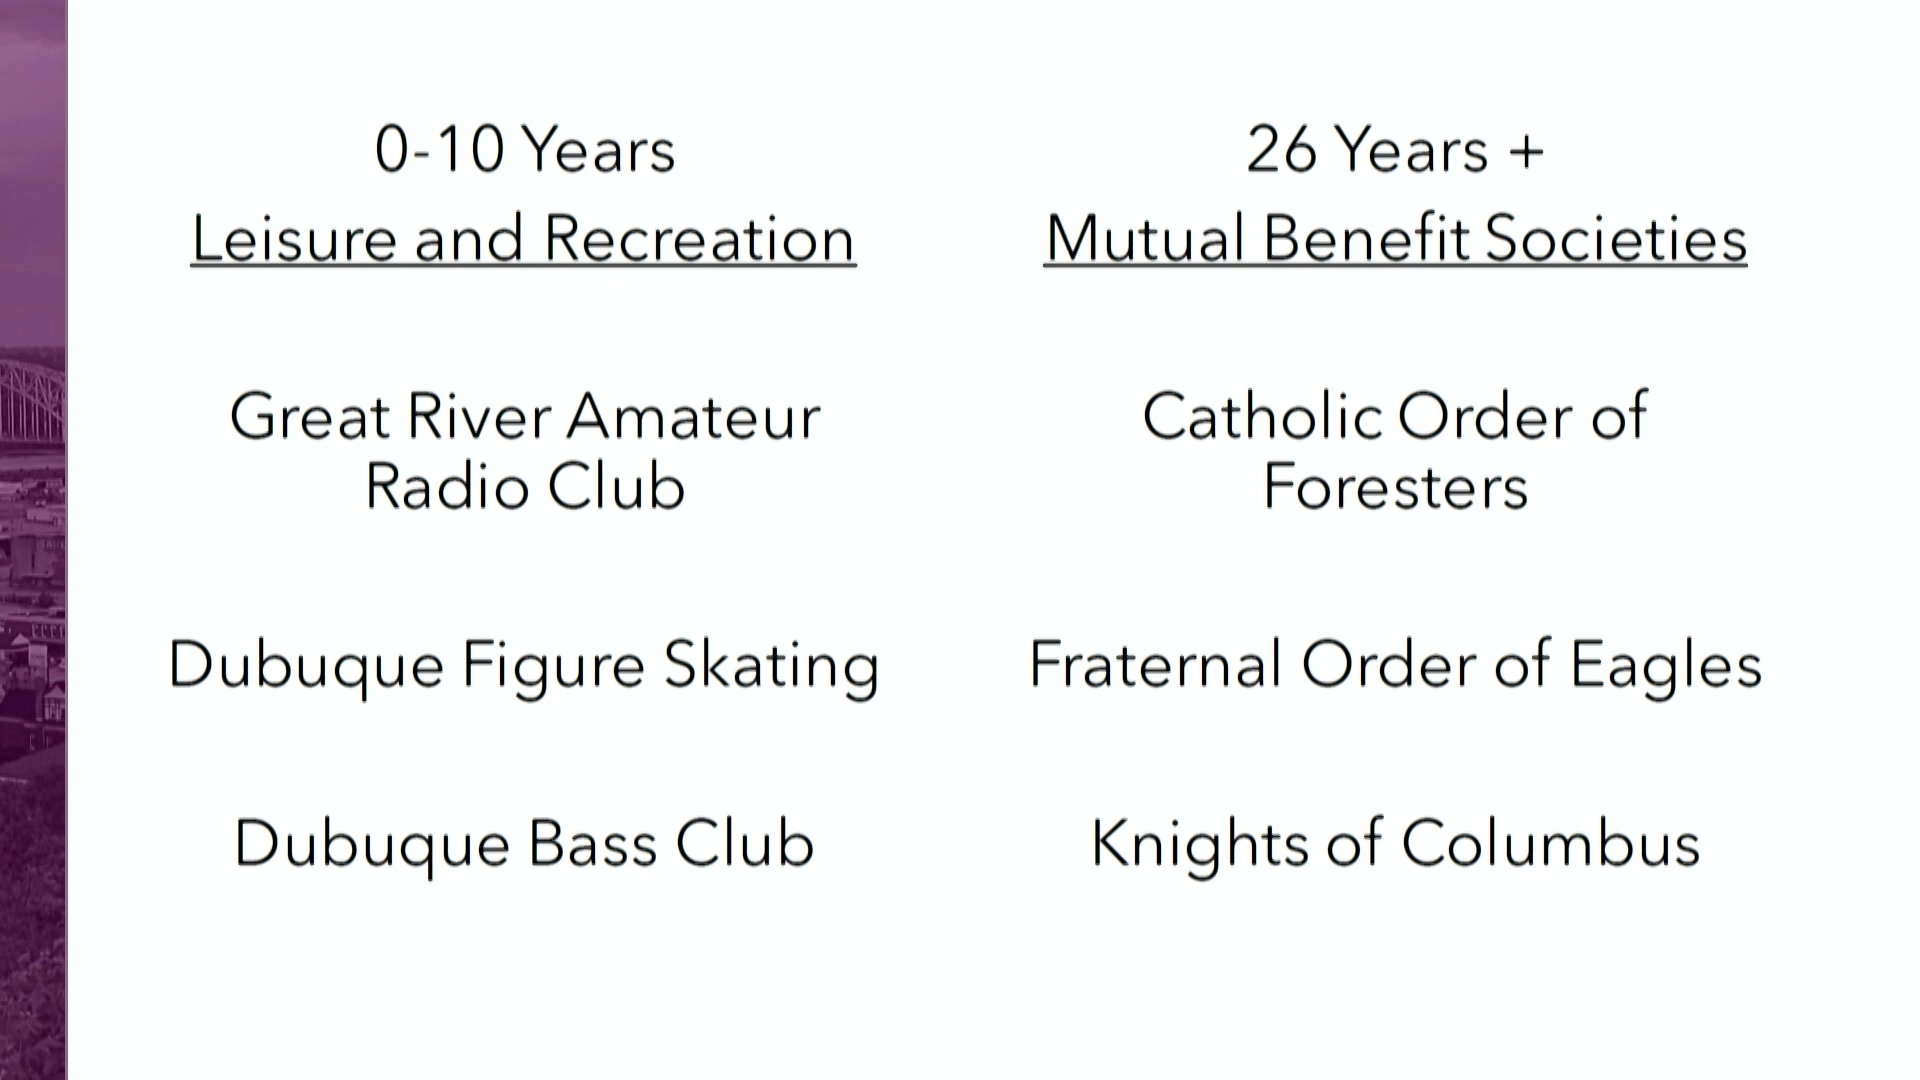 0-10 Years
Leisure and Recreation
Great River Amateur
Radio Club
Dubuque Figure Skating
Dubuque Bass Club
26 Years +
Mutual Benefit Societies
Catholic Order of
Foresters
Fraternal Order of Eagles
Knights of Columbus